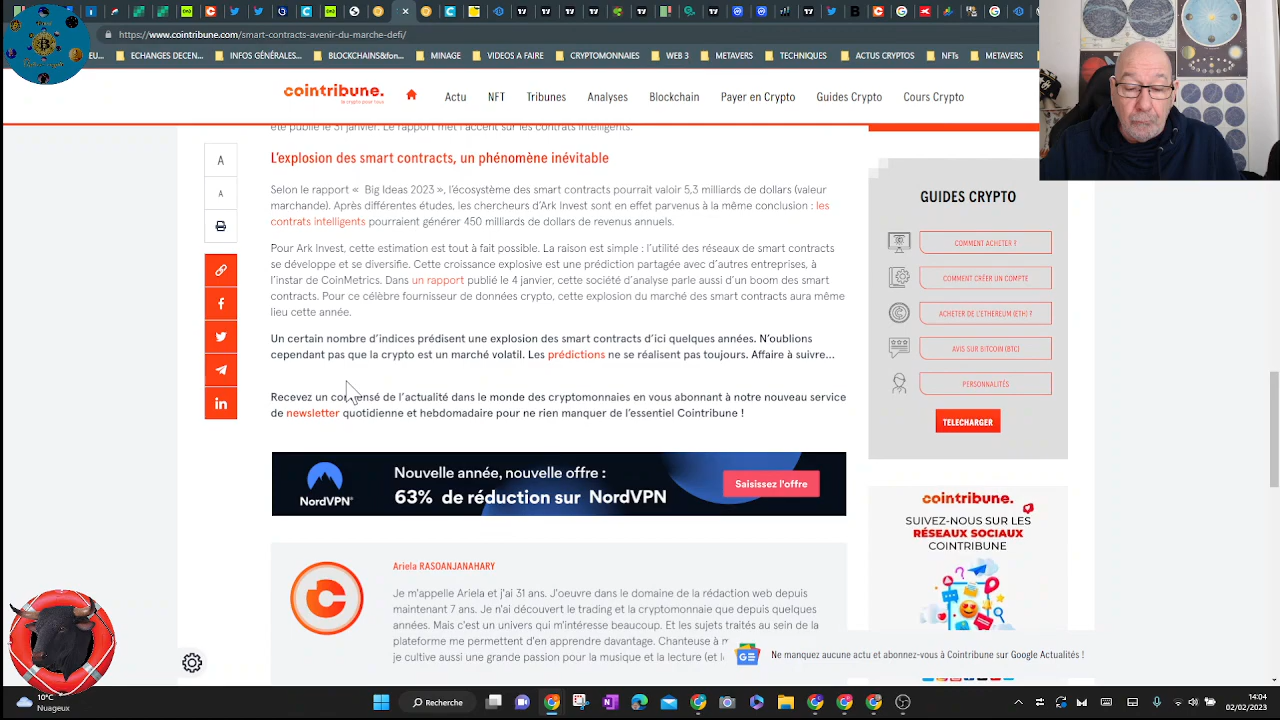 https://www.cointribune.com/smart-contracts-avenir-du-marche-defi/
EU...
ECHANGES DECEN...
INFOS GÉNÉRALES...
BLOCKCHAINS&fon...
MINAGE
VIDEOS A FAIRE
CRYPTOMONNAIES
WEB 3
METAVERS
TECHNIQUES
ACTUS CRYPTOS
NFTs
METAVERS
cointribune.
la crypto pour tous
Actu
NFT
Tribunes
Analyses
Blockchain
Payer en Crypto
Guides Crypto
Cours Crypto
été publié le 31 janvier. Le rapport met l'accent sur les contrats intelligents.
L'explosion des smart contracts, un phénomène inévitable
Selon le rapport « Big Ideas 2023 », l'écosystème des smart contracts pourrait valoir 5,3 milliards de dollars (valeur
marchande). Après différentes études, les chercheurs d'Ark Invest sont en effet parvenus à la même conclusion : les
contrats intelligents pourraient générer 450 milliards de dollars de revenus annuels.
Pour Ark Invest, cette estimation est tout à fait possible. La raison est simple : l'utilité des réseaux de smart contracts
se développe et se diversifie. Cette croissance explosive est une prédiction partagée avec d'autres entreprises, à
l'instar de CoinMetrics. Dans un rapport publié le 4 janvier, cette société d'analyse parle aussi d'un boom des smart
contracts. Pour ce célèbre fournisseur de données crypto, cette explosion du marché des smart contracts aura même
lieu cette année.
Un certain nombre d'indices prédisent une explosion des smart contracts d'ici quelques années. N'oublions
cependant pas que la crypto est un marché volatil. Les prédictions ne se réalisent pas toujours. Affaire à suivre…
Recevez un condensé de l'actualité dans le monde des cryptomonnaies en vous abonnant à notre nouveau service
de newsletter quotidienne et hebdomadaire pour ne rien manquer de l'essentiel Cointribune !
A
A
NordVPN
Nouvelle année, nouvelle offre :
63% de réduction sur NordVPN
Saisissez l'offre
Ariela RASOANJANAHARY
Je m'appelle Ariela et j'ai 31 ans. J'oeuvre dans le domaine de la rédaction web depuis
maintenant 7 ans. Je n'ai découvert le trading et la cryptomonnaie que depuis quelques
années. Mais c'est un univers qui m'intéresse beaucoup. Et les sujets traités au sein de la
plateforme me permettent d'en apprendre davantage. Chanteuse à
je cultive aussi une grande passion pour la musique et la lecture (et
GUIDES CRYPTO
COMMENT ACHETER ?
COMMENT CRÉER UN COMPTE
ACHETER DE L'ETHEREUM (ETH) ?
AVIS SUR BITCOIN (BTC)
PERSONNALITÉS
TELECHARGER
cointribune.
SUIVEZ-NOUS SUR LES
RÉSEAUX SOCIAUX
COINTRIBUNE
Ne manquez aucune actu et abonnez-vous à Cointribune sur Google Actualités !
10°C
Nuageux
Recherche
14:04
02/02/2023